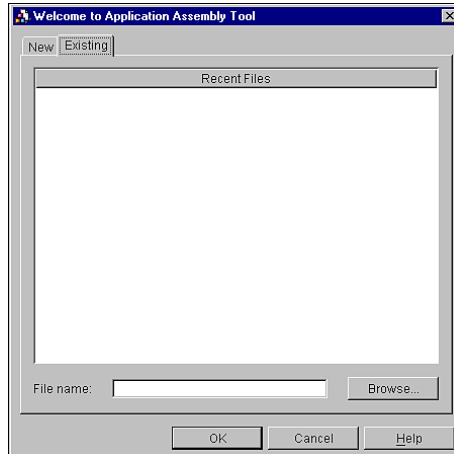 Welcome to Application Assembly Tool
New Existing
Recent Files
File name: Browse...
OK Cancel Help